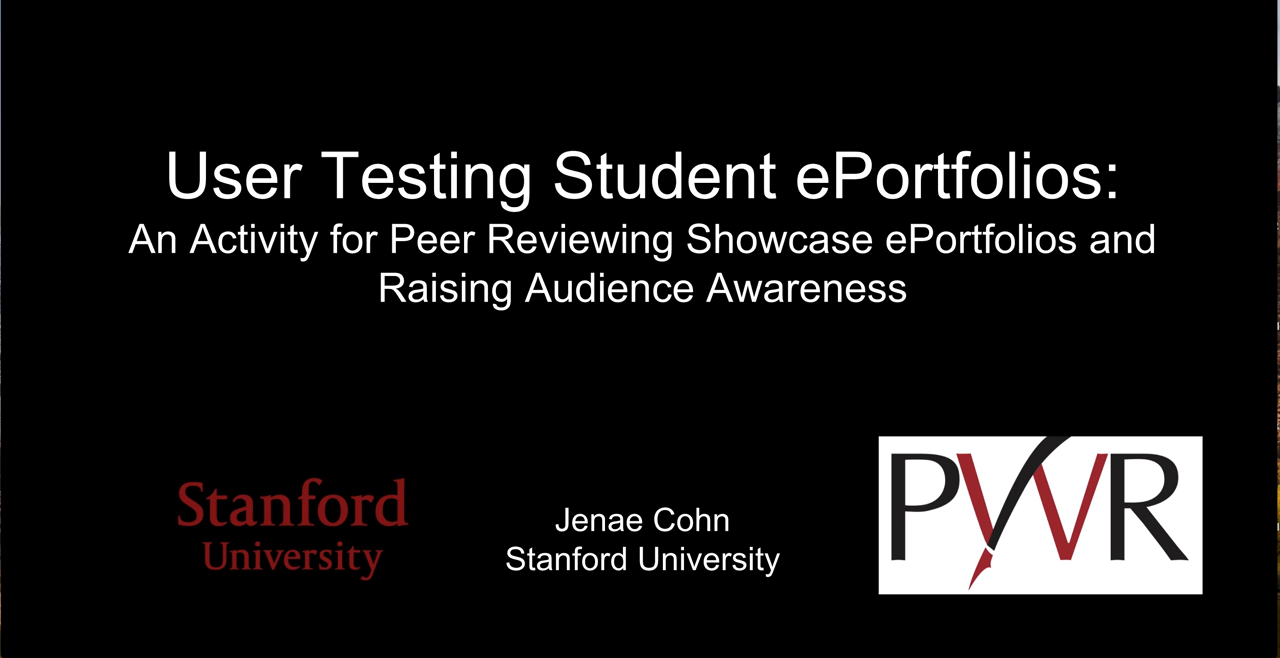 User Testing Student ePortfolios:
An Activity for Peer Reviewing Showcase ePortfolios and
Raising Audience Awareness
Stanford
University
Jenae Cohn
Stanford University
PWR